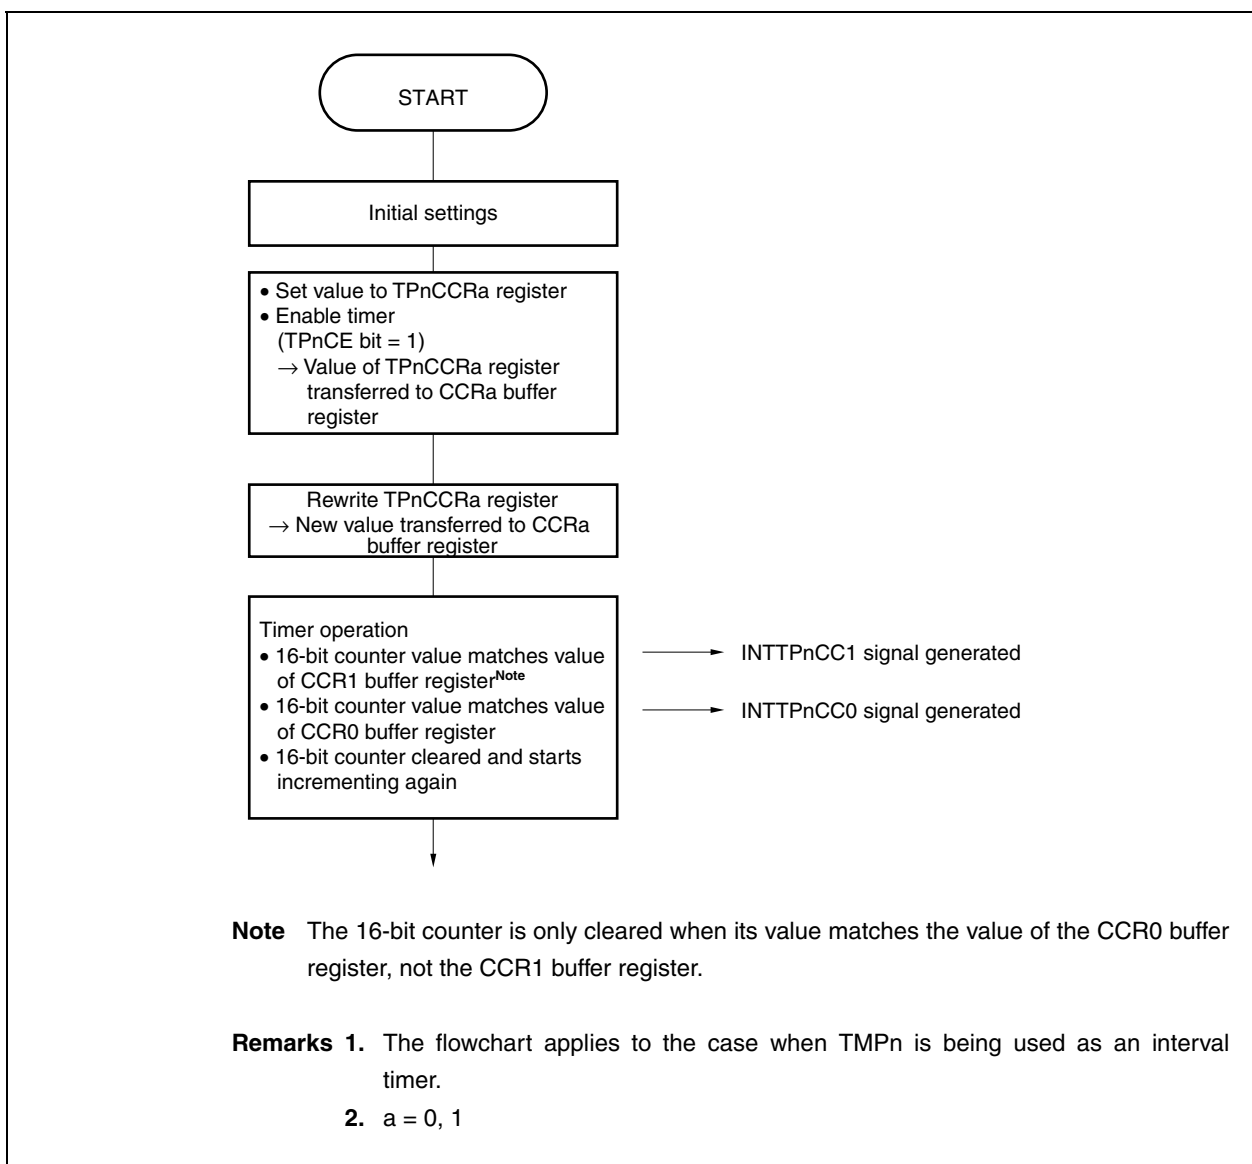 START
Initial settings
• Set value to TPnCCRa register
• Enable timer
(TPnCE bit = 1)
→ Value of TPnCCRa register
transferred to CCRa buffer
register
Rewrite TPnCCRa register
→ New value transferred to CCRa
buffer register
Timer operation
• 16-bit counter value matches value
of CCR1 buffer registerNote
• 16-bit counter value matches value
of CCR0 buffer register
• 16-bit counter cleared and starts
incrementing again
INTTPnCC1 signal generated
INTTPnCC0 signal generated
Note The 16-bit counter is only cleared when its value matches the value of the CCR0 buffer
register, not the CCR1 buffer register.
Remarks 1. The flowchart applies to the case when TMPn is being used as an interval
timer.
2. a = 0, 1